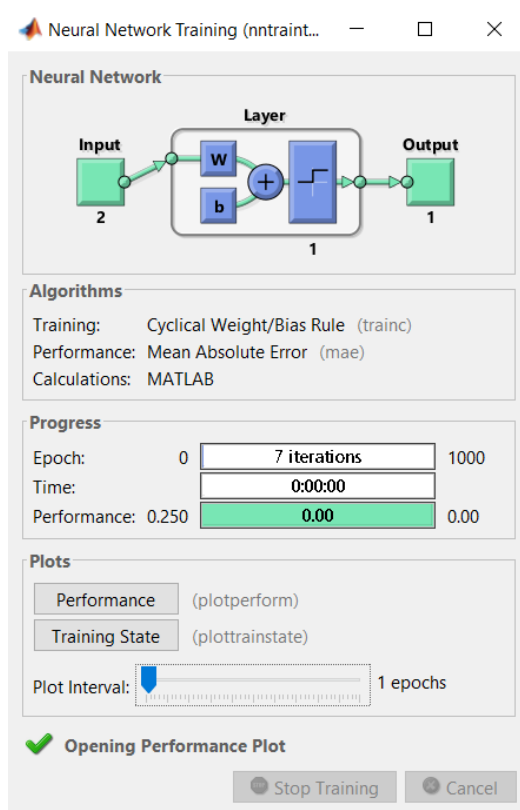 Neural Network Training (nntraint...
Neural Network
Layer
Input
Output
W
b
+
2
1
1
Algorithms
Training: Cyclical Weight/Bias Rule (trainc)
Performance: Mean Absolute Error (mae)
Calculations: MATLAB
Progress
Epoch: 0 7 iterations 1000
Time: 0:00:00
Performance: 0.250 0.00 0.00
Plots
Performance (plotperform)
Training State (plottrainstate)
Plot Interval: 1 epochs
Opening Performance Plot
Stop Training Cancel